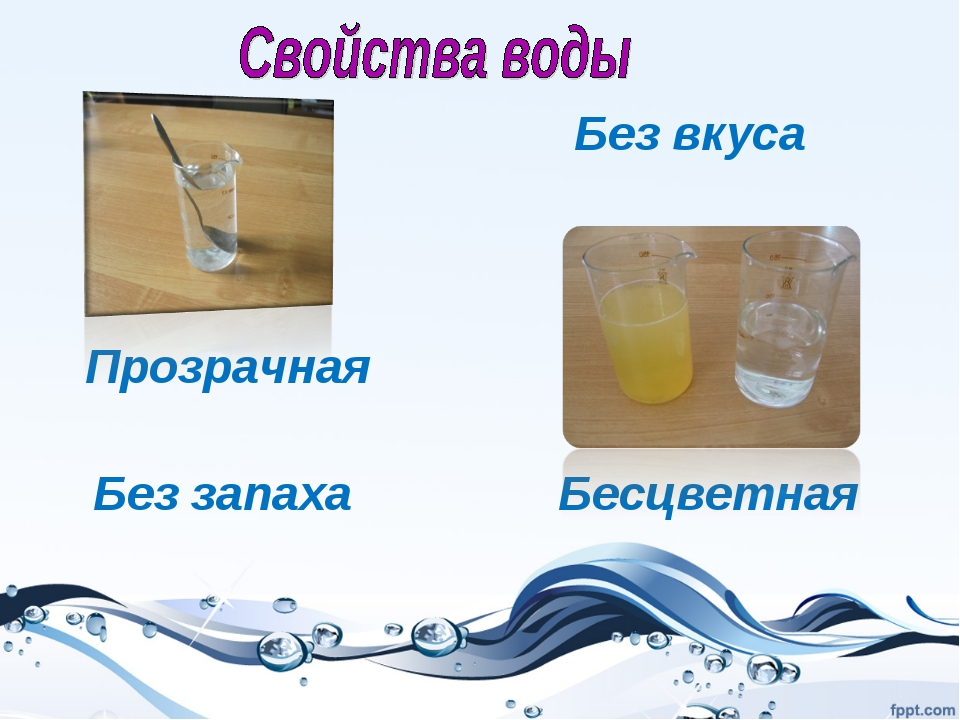 Свойства воды
Без вкуса
Прозрачная
Без запаха
Бесцветная
fppt.com